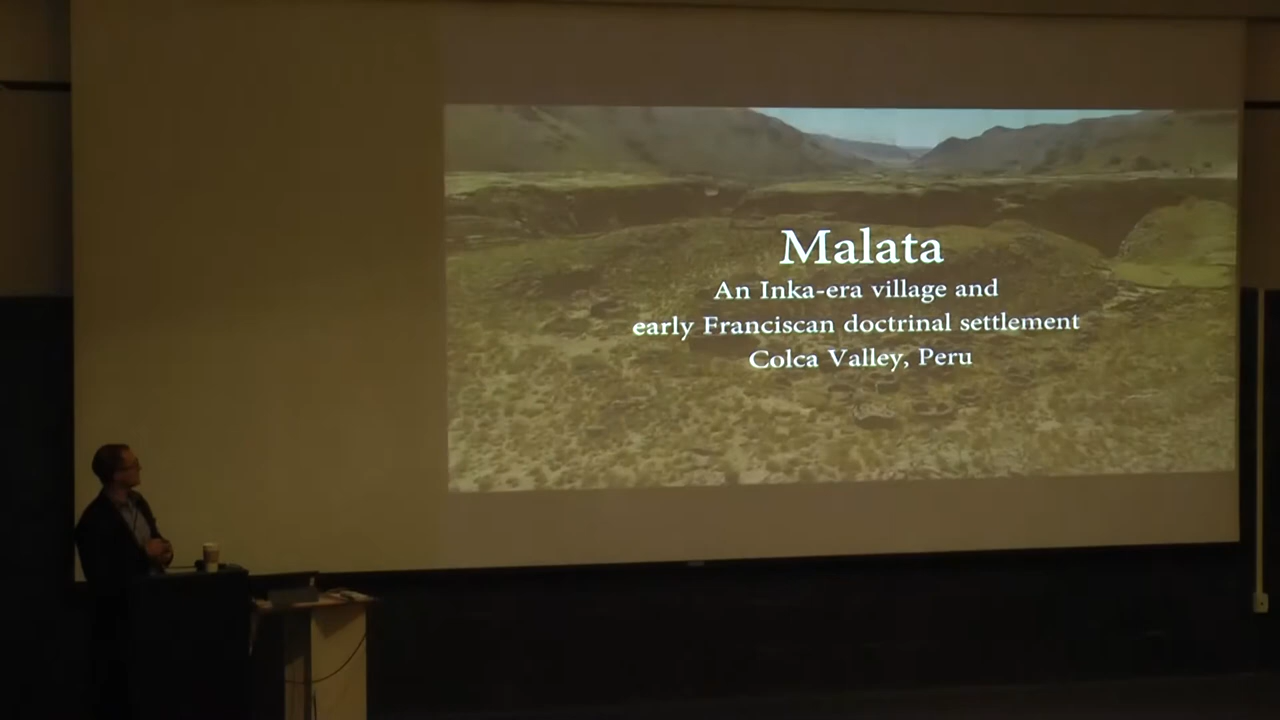 Malata
An Inka-era village and
early Franciscan doctrinal settlement
Colca Valley, Peru